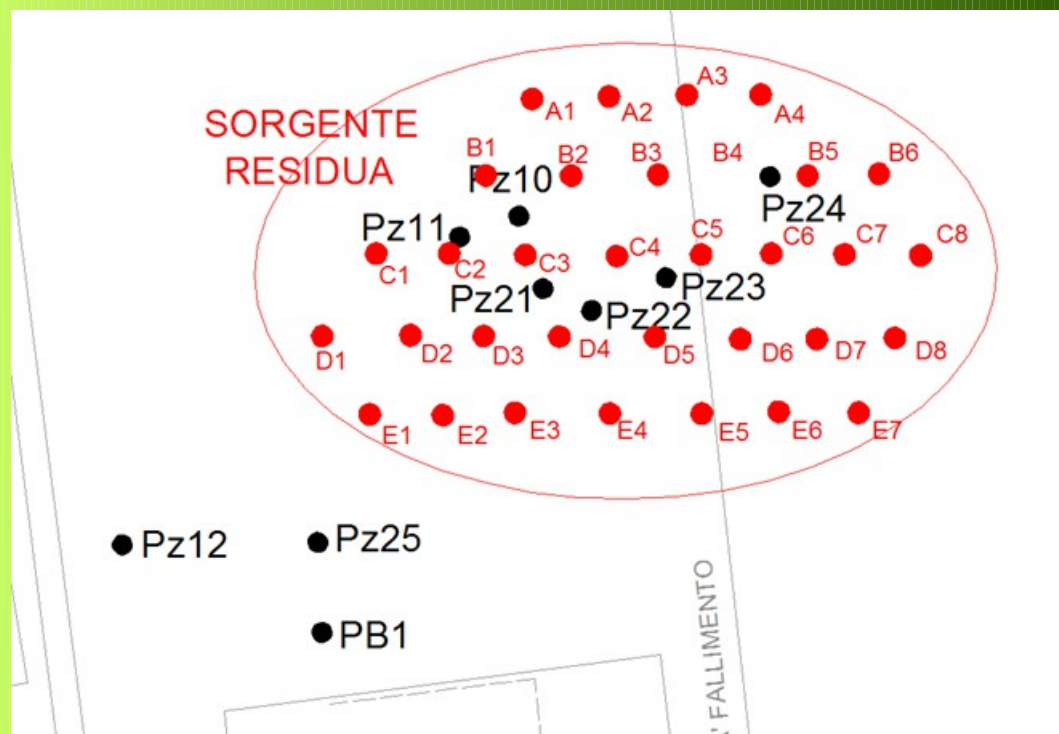 SORGENTE
RESIDUA
A1
A2
A3
A4
B1
B2
B3
B4
B5
B6
Pz10
Pz24
Pz11
C1
C2
C3
C4
C5
C6
C7
C8
Pz21
Pz22
Pz23
D1
D2
D3
D4
D5
D6
D7
D8
E1
E2
E3
E4
E5
E6
E7
Pz12
Pz25
PB1
FALLIMENTO